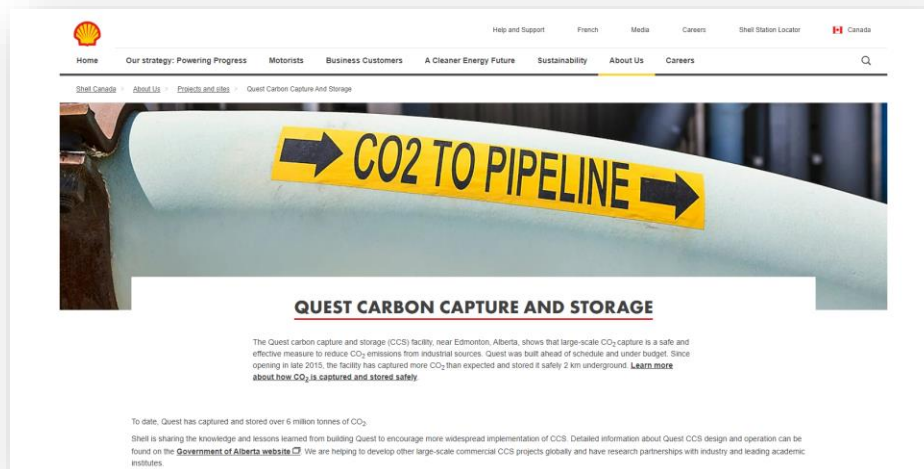 Help and Support French Media Careers Shell Station Locator Canada
Home Our strategy: Powering Progress Motorists Business Customers A Cleaner Energy Future Sustainability About Us Careers
Shell Canada > About Us > Projects and sites > Quest Carbon Capture And Storage
CO2 TO PIPELINE
QUEST CARBON CAPTURE AND STORAGE
The Quest carbon capture and storage (CCS) facility, near Edmonton, Alberta, shows that large-scale CO₂ capture is a safe and
effective measure to reduce CO₂ emissions from industrial sources. Quest was built ahead of schedule and under budget. Since
opening in late 2015, the facility has captured more CO₂ than expected and stored it safely 2 km underground. Learn more
about how CO₂ is captured and stored safely
To date, Quest has captured and stored over 6 million tonnes of CO₂.
Shell is sharing the knowledge and lessons learned from building Quest to encourage more widespread implementation of CCS. Detailed information about Quest CCS design and operation can be
found on the Government of Alberta website. We are helping to develop other large-scale commercial CCS projects globally and have research partnerships with industry and leading academic
institutes.